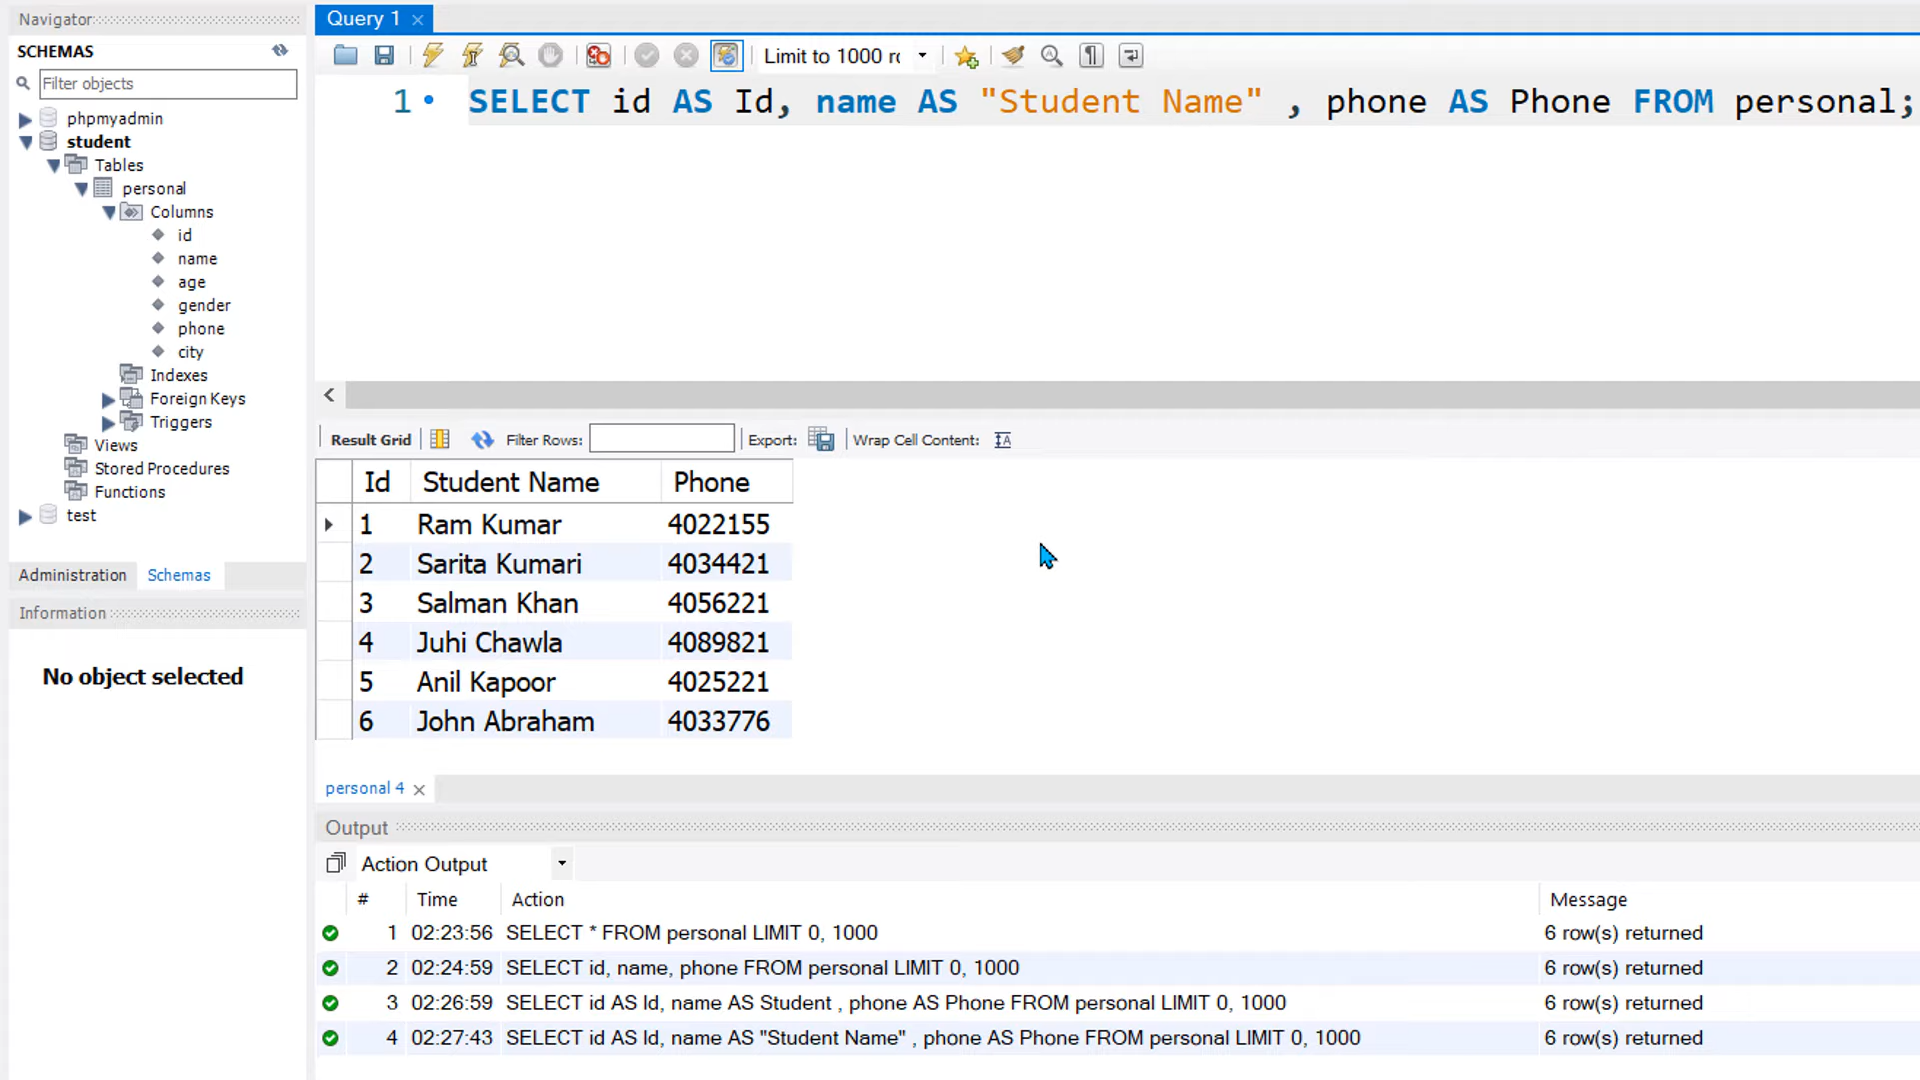 Navigator
SCHEMAS
Filter objects
phpmyadmin
student
Tables
personal
Columns
id
name
age
gender
phone
city
Indexes
Foreign Keys
Triggers
Views
Stored Procedures
Functions
test
Administration Schemas
Information
No object selected
Query 1
Limit to 1000 rc
1 SELECT id AS Id, name AS "Student Name" , phone AS Phone FROM personal;
Result Grid Filter Rows: Export: Wrap Cell Content:
Id Student Name Phone
1 Ram Kumar 4022155
2 Sarita Kumari 4034421
3 Salman Khan 4056221
4 Juhi Chawla 4089821
5 Anil Kapoor 4025221
6 John Abraham 4033776
personal 4
Output
Action Output
# Time Action Message
1 02:23:56 SELECT * FROM personal LIMIT 0, 1000 6 row(s) returned
2 02:24:59 SELECT id, name, phone FROM personal LIMIT 0, 1000 6 row(s) returned
3 02:26:59 SELECT id AS Id, name AS Student , phone AS Phone FROM personal LIMIT 0, 1000 6 row(s) returned
4 02:27:43 SELECT id AS Id, name AS "Student Name" , phone AS Phone FROM personal LIMIT 0, 1000 6 row(s) returned